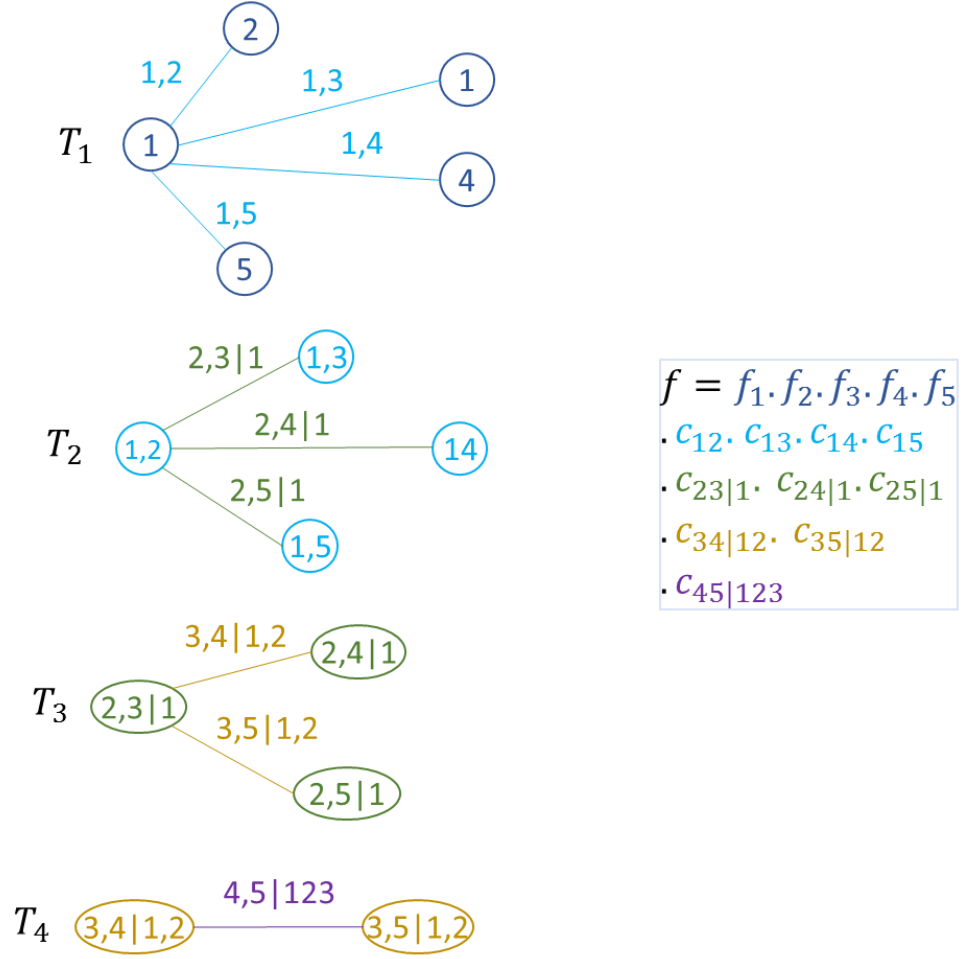 2
1,2
1,3
1
T₁
1
1,4
4
1,5
5
2,3|1
1,3
T₂
1,2
2,4|1
14
2,5|1
1,5
f = f₁. f₂. f₃. f₄. f₅
. c₁₂. c₁₃. c₁₄. c₁₅
. c₂₃|₁. c₂₄|₁. c₂₅|₁
. c₃₄|₁₂. c₃₅|₁₂
. c₄₅|₁₂₃
3,4|1,2
2,4|1
T₃
2,3|1
3,5|1,2
2,5|1
4,5|123
T₄
3,4|1,2
3,5|1,2